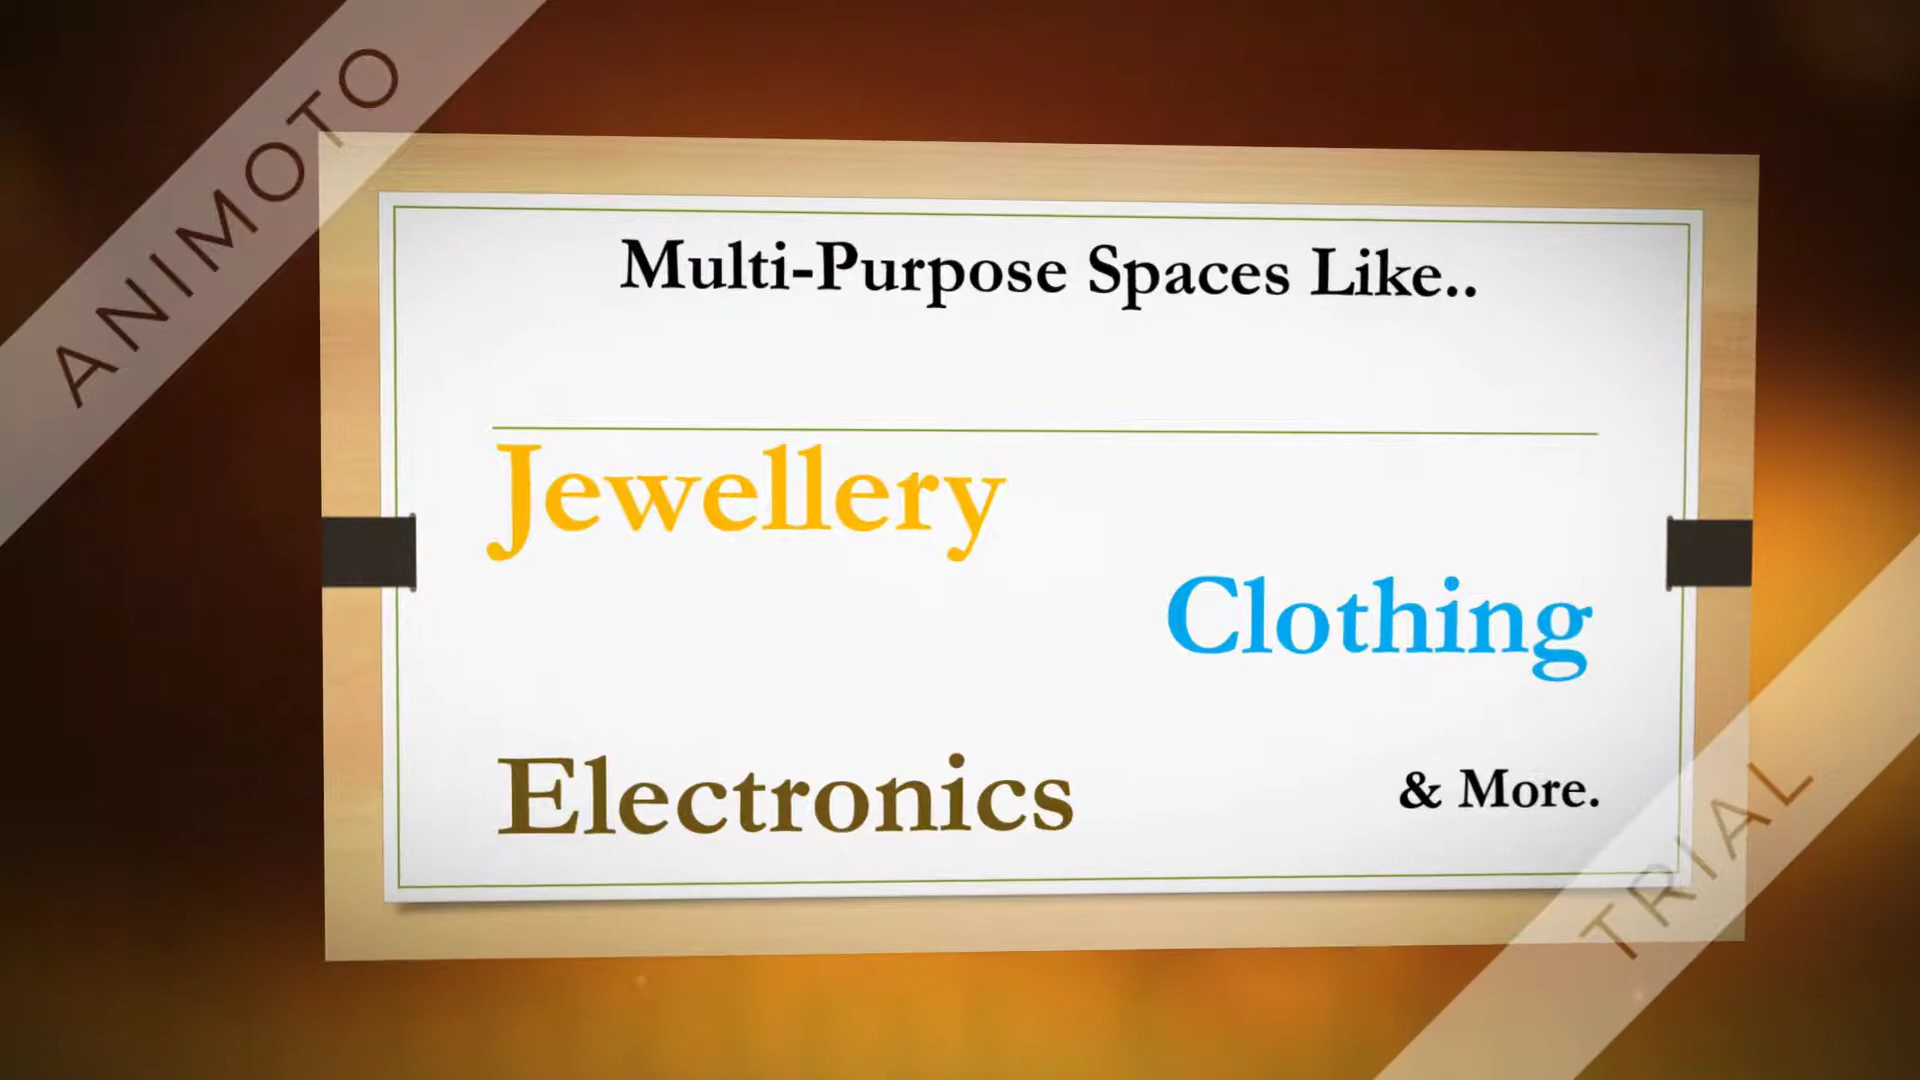 ANIMOTO
Multi-Purpose Spaces Like..
Jewellery
Clothing
Electronics
& More.
TRIAL